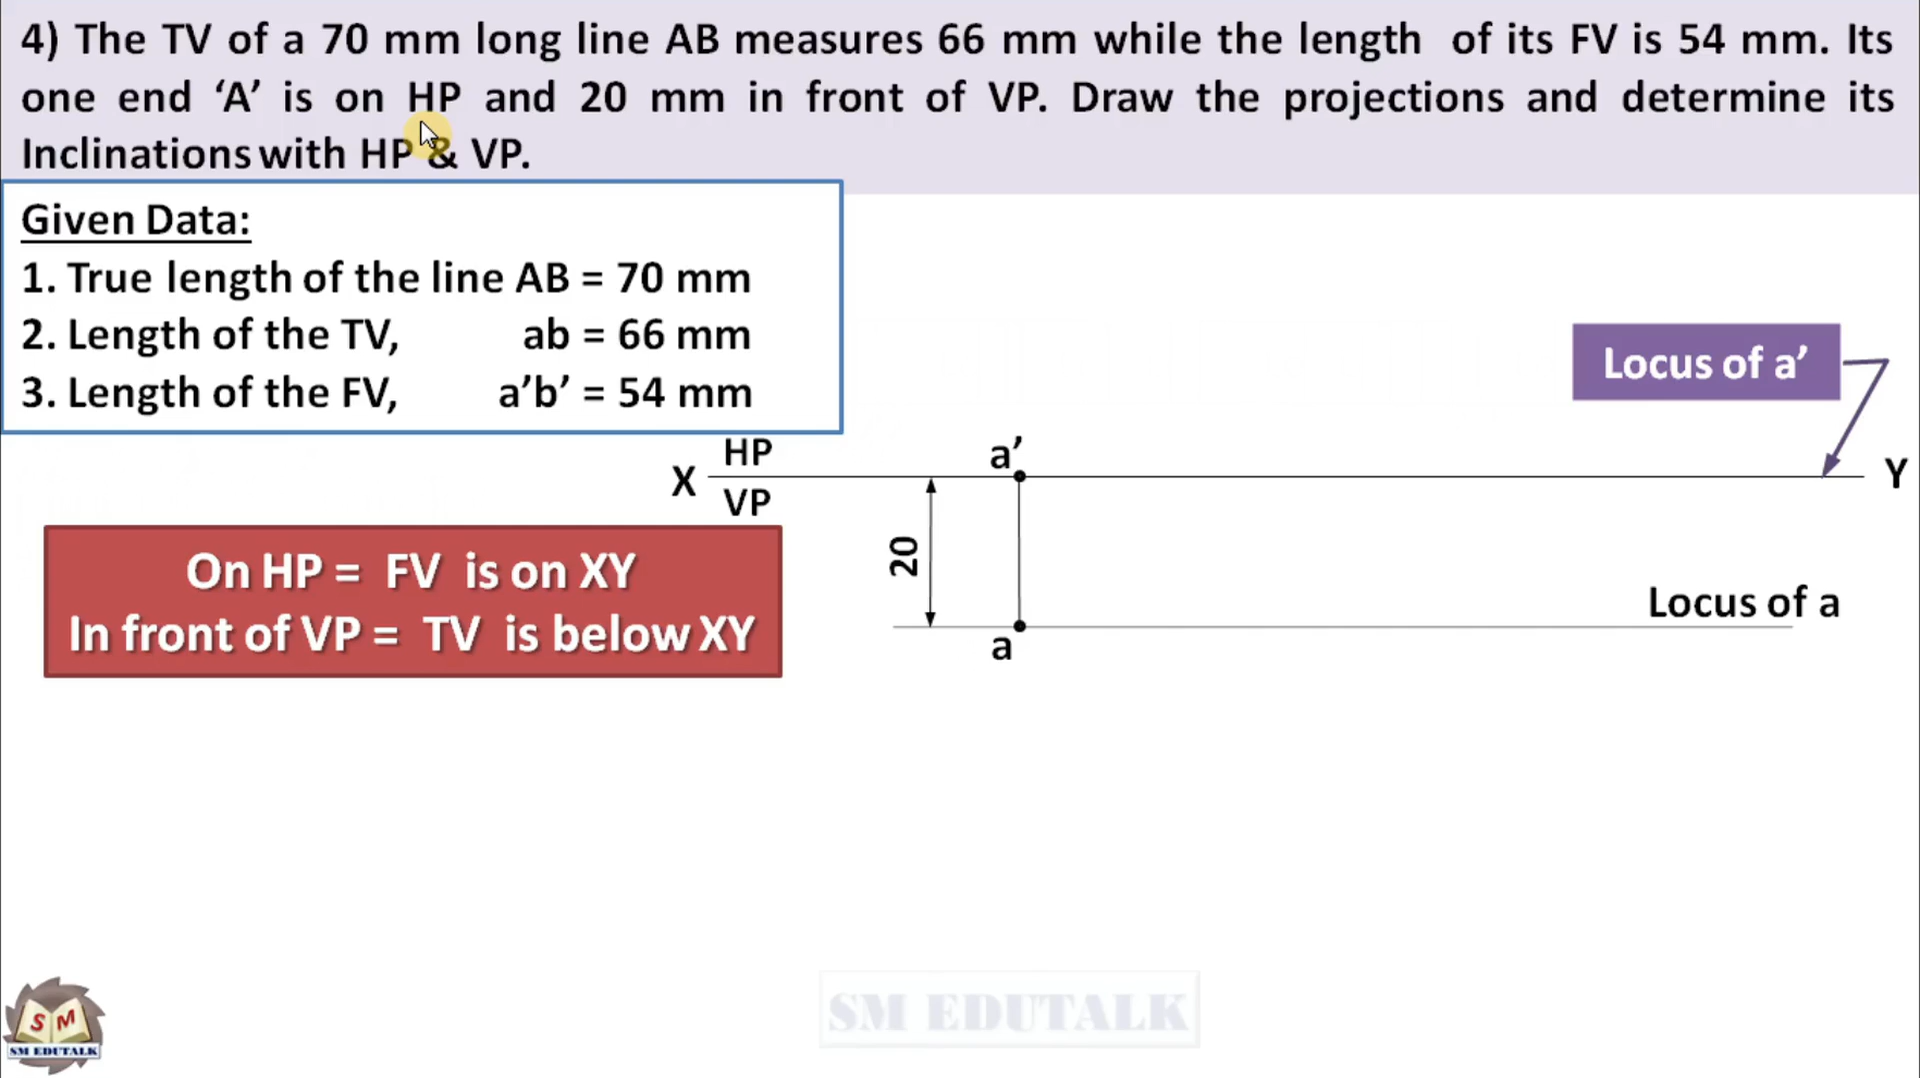 4) The TV of a 70 mm long line AB measures 66 mm while the length of its FV is 54 mm. Its
one end ‘A’ is on HP and 20 mm in front of VP. Draw the projections and determine its
Inclinations with HP & VP.
Given Data:
1. True length of the line AB = 70 mm
2. Length of the TV, ab = 66 mm
3. Length of the FV, a’b’ = 54 mm
Locus of a’
HP
a’
X
Y
VP
On HP = FV is on XY
In front of VP = TV is below XY
20
Locus of a
a
SM EDUTALK
S M
SM EDUTALK